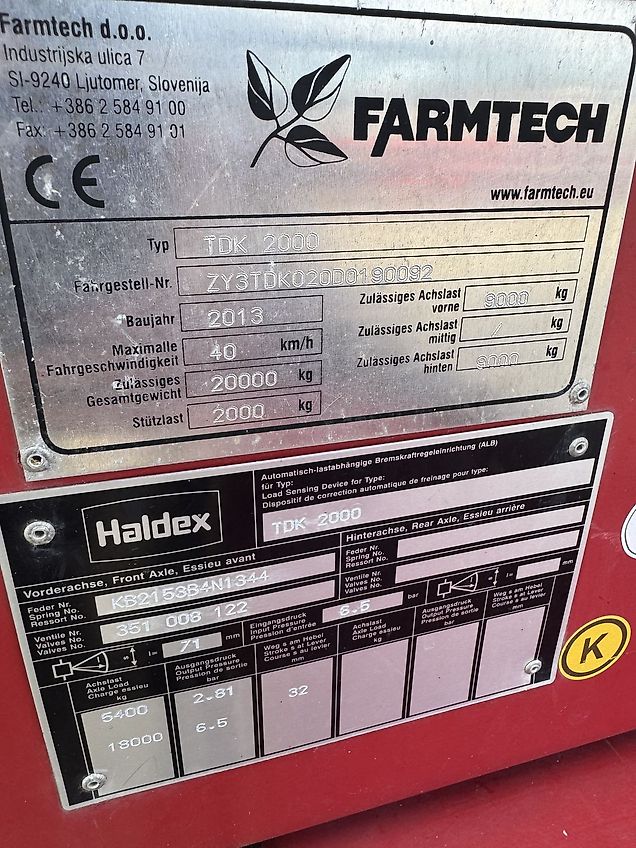 Farmtech d.o.o.
Industrijska ulica 7
SI-9240 Ljutomer, Slovenija
Tel.: +386 2 584 91 00
Fax: +386 2 584 91 01
CE
FARMTECH
www.farmtech.eu
Typ TDK 2000
Fahrgestell-Nr. ZY3TDK020D0190092
Baujahr 2013
Maximalle
Fahrgeschwindigkeit 40 km/h
zulässiges
Gesamtgewicht 20000 kg
Stützlast 2000 kg
Zulässiges Achslast
vorne 9000 kg
Zulässiges Achslast
mittig / kg
Zulässiges Achslast
hinten 9000 kg
Haldex
Automatisch-lastabhängige Bremskraftregeleinrichtung (ALB)
für Typ:
Load Sensing Device for Type:
Dispositif de correction automatique de freinage pour type:
TDK 2000
Vorderachse, Front Axle, Essieu avant
Hinterachse, Rear Axle, Essieu arrière
Feder Nr.
Spring No.
Ressort No.
KB2153B4N1344
Feder Nr.
Spring No.
Ressort No.
Ventile Nr.
Valves No.
Valves No.
351 008 122
Eingangsdruck
Input Pressure
Pression d'entrée
6.5 bar
Ventile Nr.
Valves No.
Valves No.
l= 71 mm
l= mm
Achslast
Axle Load
Charge essieu
kg
Ausgangsdruck
Output Pressure
Pression de sortie
bar
Weg s am Hebel
Stroke s at Lever
Course s au levier
mm
Achslast
Axle Load
Charge essieu
kg
Ausgangsdruck
Output Pressure
Pression de sortie
bar
Weg s am Hebel
Stroke s at Lever
Course s au levier
mm
5400 2.81 32
18000 6.5
K